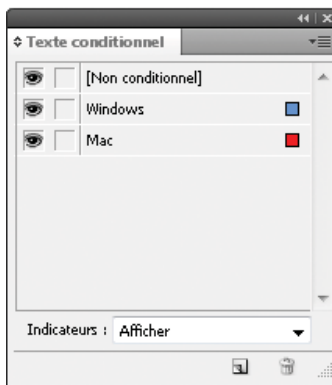 Texte conditionnel
[Non conditionnel]
Windows
Mac
Indicateurs : Afficher